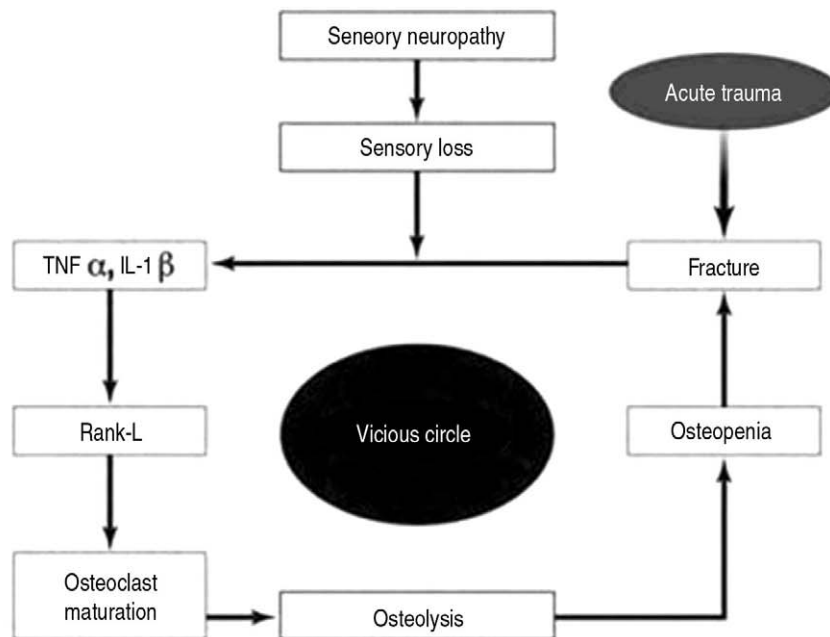 Seneory neuropathy
Acute trauma
Sensory loss
TNF α, IL-1 β
Fracture
Rank-L
Vicious circle
Osteopenia
Osteoclast
maturation
Osteolysis